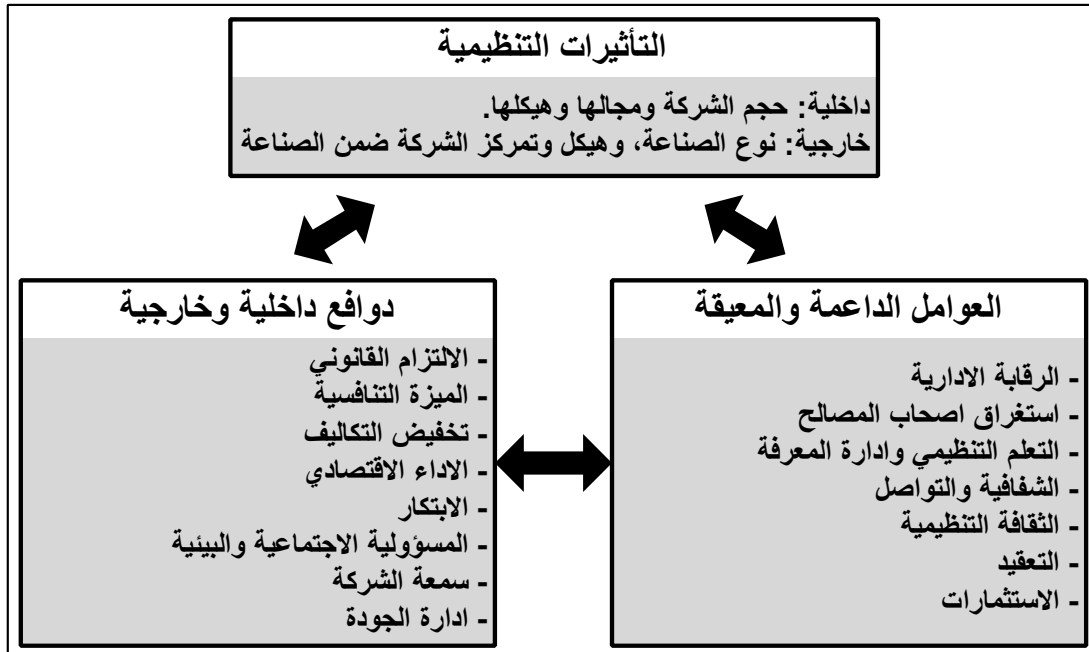 التأثيرات التنظيمية
داخلية: حجم الشركة ومجالها وهيكلها.
خارجية: نوع الصناعة، وهيكل وتمركز الشركة ضمن الصناعة
العوامل الداعمة والمعيقة
- الرقابة الادارية
- استغراق اصحاب المصالح
- التعلم التنظيمي وادارة المعرفة
- الشفافية والتواصل
- الثقافة التنظيمية
- التعقيد
- الاستثمارات
دوافع داخلية وخارجية
- الالتزام القانوني
- الميزة التنافسية
- تخفيض التكاليف
- الاداء الاقتصادي
- الابتكار
- المسؤولية الاجتماعية والبيئية
- سمعة الشركة
- ادارة الجودة